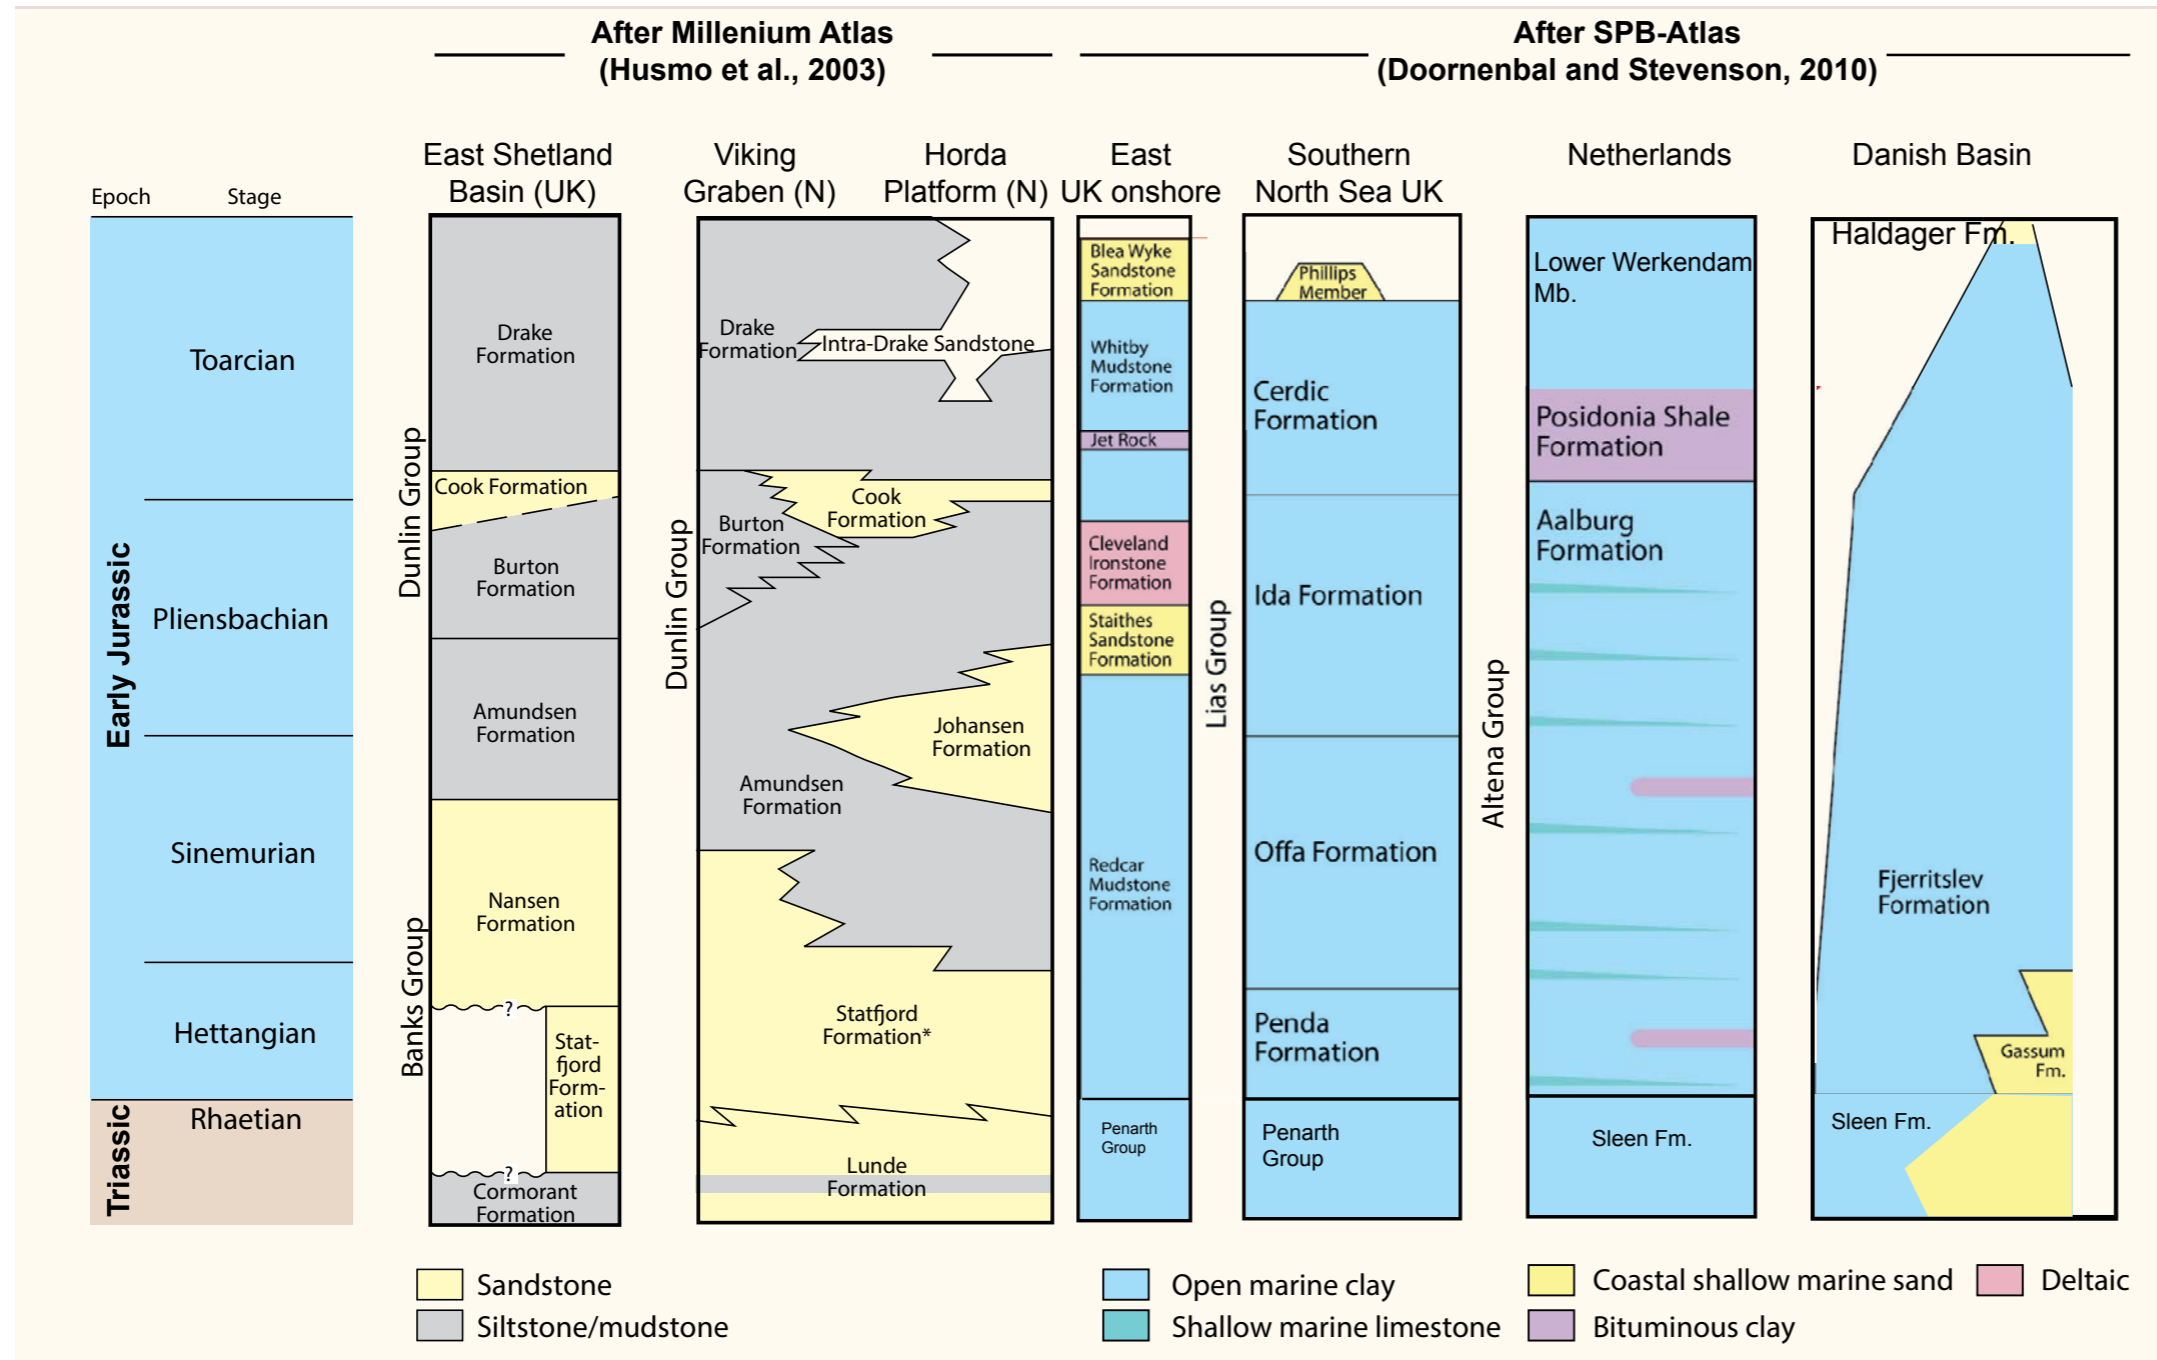 After Millenium Atlas
(Husmo et al., 2003)
After SPB-Atlas
(Doornenbal and Stevenson, 2010)
Epoch
Stage
East Shetland
Basin (UK)
Viking
Graben (N)
Horda
Platform (N)
East
UK onshore
Southern
North Sea UK
Netherlands
Danish Basin
Early Jurassic
Triassic
Toarcian
Pliensbachian
Sinemurian
Hettangian
Rhaetian
Dunlin Group
Banks Group
Drake
Formation
Cook Formation
Burton
Formation
Amundsen
Formation
Nansen
Formation
?
Stat-
fjord
Form-
ation
?
Cormorant
Formation
Dunlin Group
Drake
Formation
Intra-Drake Sandstone
Burton
Formation
Cook
Formation
Johansen
Formation
Amundsen
Formation
Statfjord
Formation*
Lunde
Formation
Blea Wyke
Sandstone
Formation
Whitby
Mudstone
Formation
Jet Rock
Cleveland
Ironstone
Formation
Staithes
Sandstone
Formation
Redcar
Mudstone
Formation
Penarth
Group
Lias Group
Phillips
Member
Cerdic
Formation
Ida Formation
Offa Formation
Penda
Formation
Penarth
Group
Altena Group
Lower Werkendam
Mb.
Posidonia Shale
Formation
Aalburg
Formation
Sleen Fm.
Haldager Fm.
Fjerritslev
Formation
Gassum
Fm.
Sleen Fm.
Sandstone
Siltstone/mudstone
Open marine clay
Shallow marine limestone
Coastal shallow marine sand
Bituminous clay
Deltaic